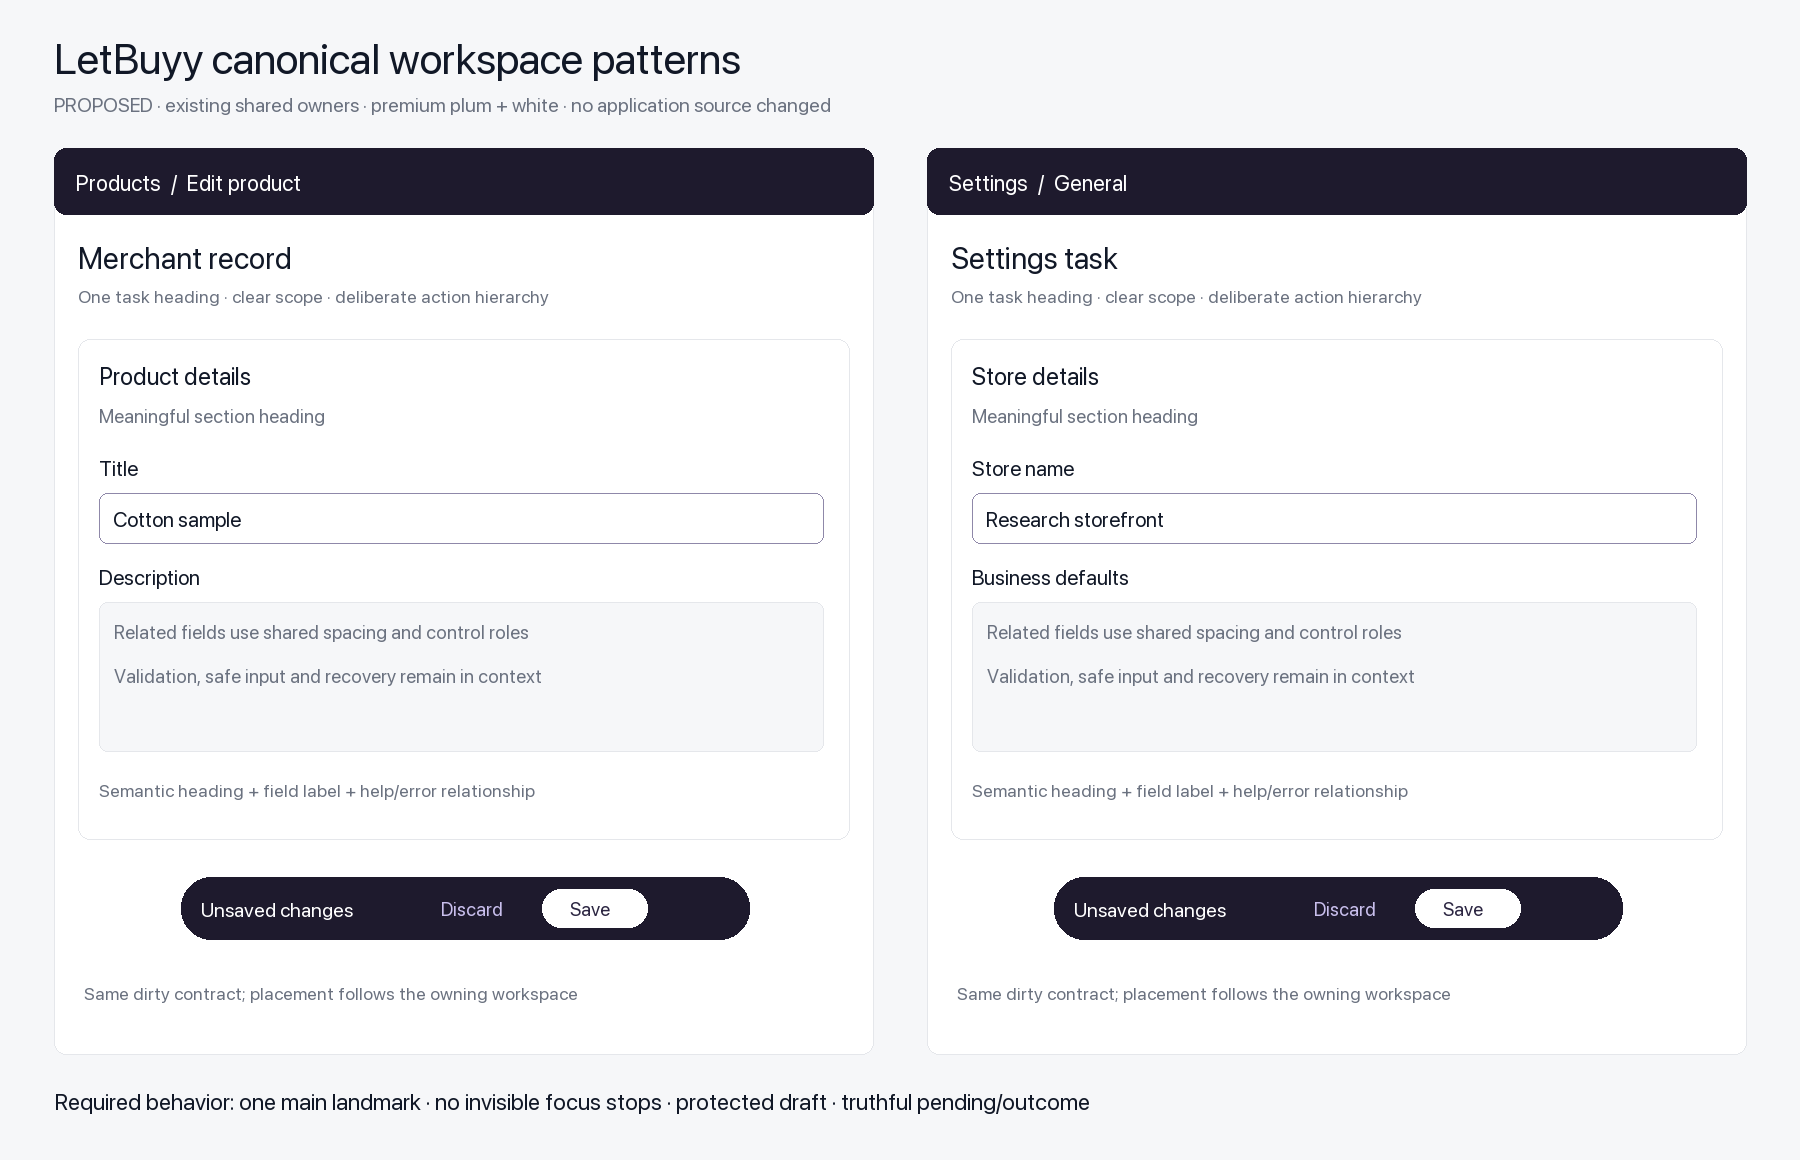 LetBuyy canonical workspace patterns
PROPOSED · existing shared owners · premium plum + white · no application source changed
Products / Edit product
Merchant record
One task heading · clear scope · deliberate action hierarchy
Product details
Meaningful section heading
Title
Cotton sample
Description
Related fields use shared spacing and control roles
Validation, safe input and recovery remain in context
Semantic heading + field label + help/error relationship
Unsaved changes Discard Save
Same dirty contract; placement follows the owning workspace
Settings / General
Settings task
One task heading · clear scope · deliberate action hierarchy
Store details
Meaningful section heading
Store name
Research storefront
Business defaults
Related fields use shared spacing and control roles
Validation, safe input and recovery remain in context
Semantic heading + field label + help/error relationship
Unsaved changes Discard Save
Same dirty contract; placement follows the owning workspace
Required behavior: one main landmark · no invisible focus stops · protected draft · truthful pending/outcome